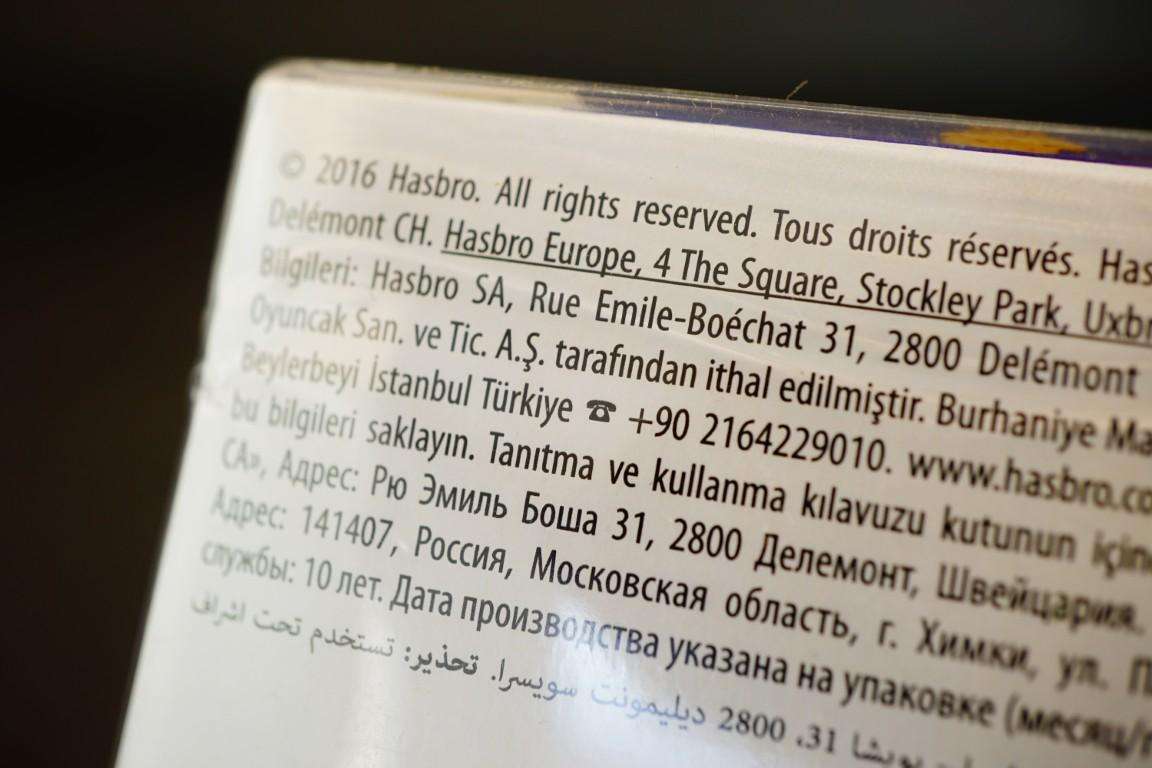 © 2016 Hasbro. All rights reserved. Tous droits réservés. Has
Delémont CH. Hasbro Europe, 4 The Square, Stockley Park, Uxbr
Bilgileri: Hasbro SA, Rue Emile-Boéchat 31, 2800 Delémont
Oyuncak San. ve Tic. A.Ş. tarafından ithal edilmiştir. Burhaniye Ma
Beylerbeyi İstanbul Türkiye ☎ +90 2164229010. www.hasbro.co
bu bilgileri saklayın. Tanıtma ve kullanma kılavuzu kutunun içind
СА», Адрес: Рю Эмиль Боша 31, 2800 Делемонт, Швейцария.
Адрес: 141407, Россия, Московская область, г. Химки, ул. П
службы: 10 лет. Дата производства указана на упаковке (месяц/г
31، 2800 ديليمونت سويسرا. تحذير: تستخدم تحت اشراف